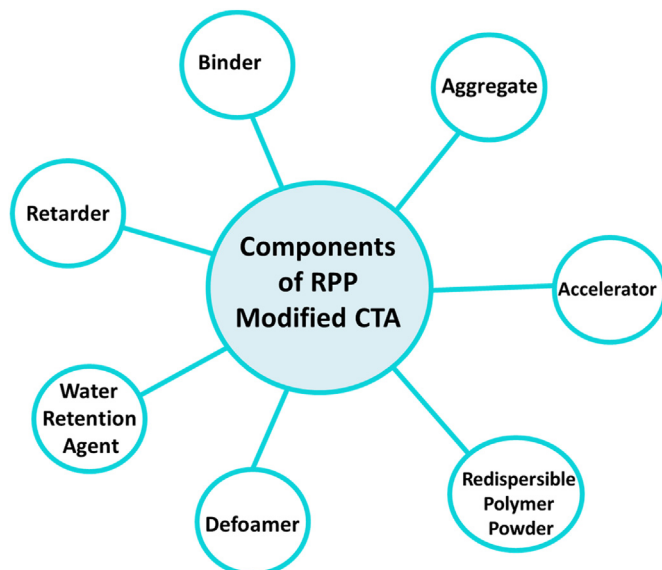 Binder
Aggregate
Retarder
Components
of RPP
Modified CTA
Accelerator
Water
Retention
Agent
Redispersible
Polymer
Powder
Defoamer